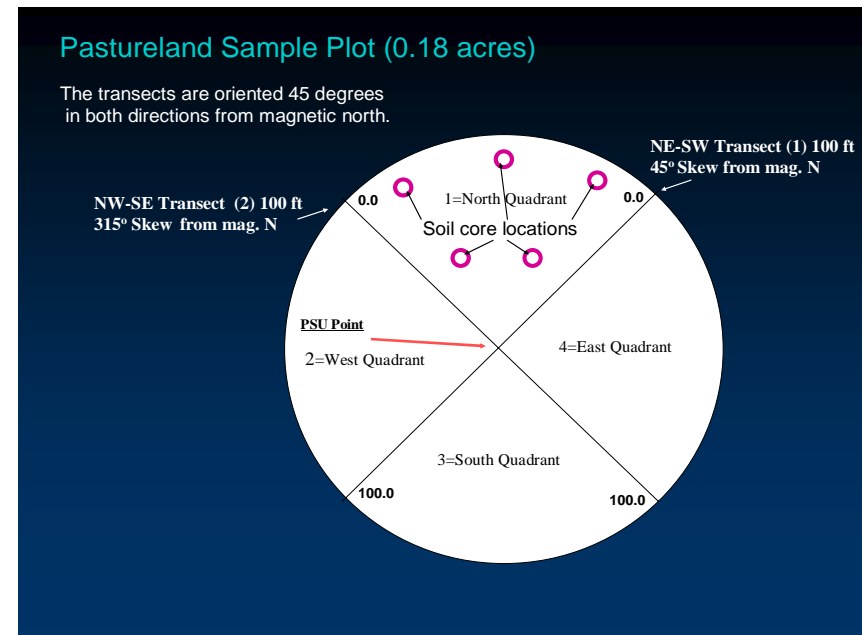 Pastureland Sample Plot (0.18 acres)
The transects are oriented 45 degrees
in both directions from magnetic north.
NE-SW Transect (1) 100 ft
45º Skew from mag. N
NW-SE Transect (2) 100 ft
315º Skew from mag. N
0.0
1=North Quadrant
0.0
Soil core locations
PSU Point
2=West Quadrant
4=East Quadrant
3=South Quadrant
100.0
100.0